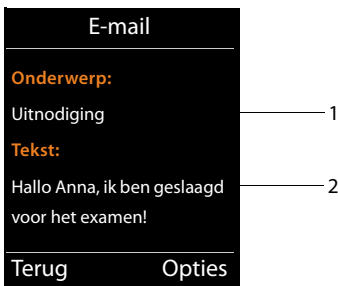 E-mail
Onderwerp:
Uitnodiging
1
Tekst:
Hallo Anna, ik ben geslaagd
2
voor het examen!
Terug Opties